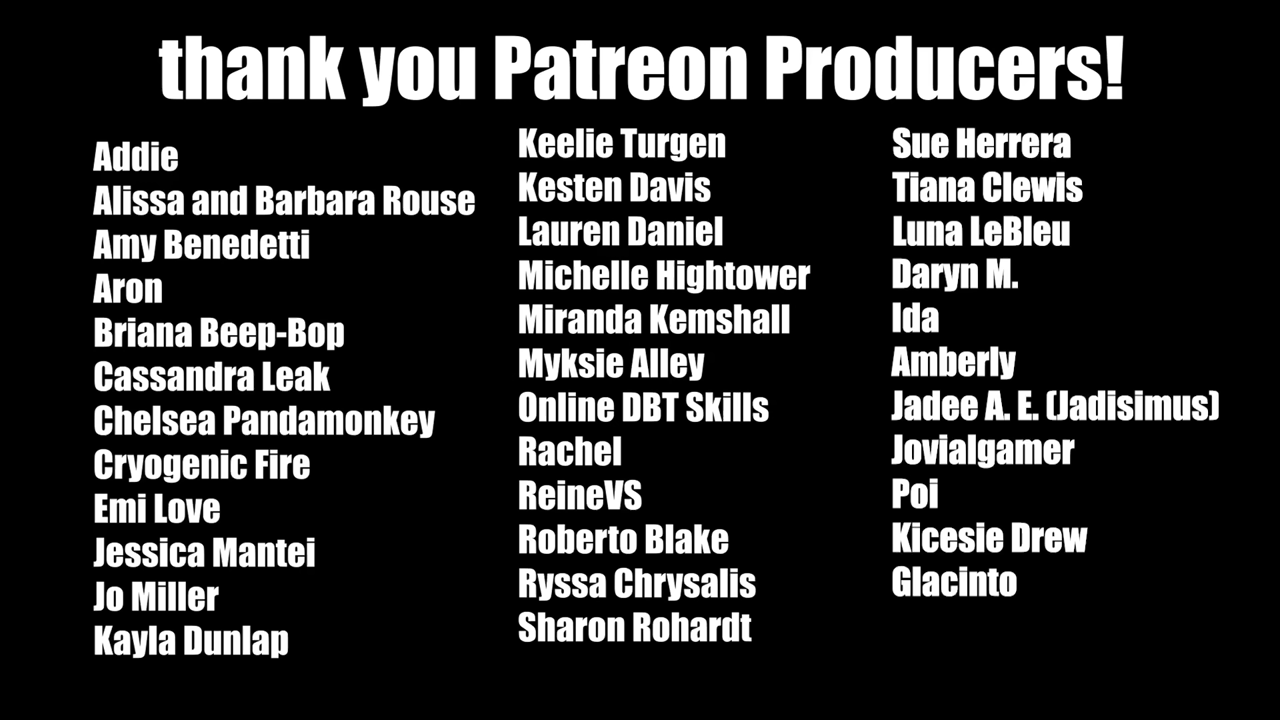 thank you Patreon Producers!
Addie
Alissa and Barbara Rouse
Amy Benedetti
Aron
Briana Beep-Bop
Cassandra Leak
Chelsea Pandamonkey
Cryogenic Fire
Emi Love
Jessica Mantei
Jo Miller
Kayla Dunlap
Keelie Turgen
Kesten Davis
Lauren Daniel
Michelle Hightower
Miranda Kemshall
Myksie Alley
Online DBT Skills
Rachel
ReineVS
Roberto Blake
Ryssa Chrysalis
Sharon Rohardt
Sue Herrera
Tiana Clewis
Luna LeBleu
Daryn M.
Ida
Amberly
Jadee A. E. (Jadisimus)
Jovialgamer
Poi
Kicesie Drew
Glacinto